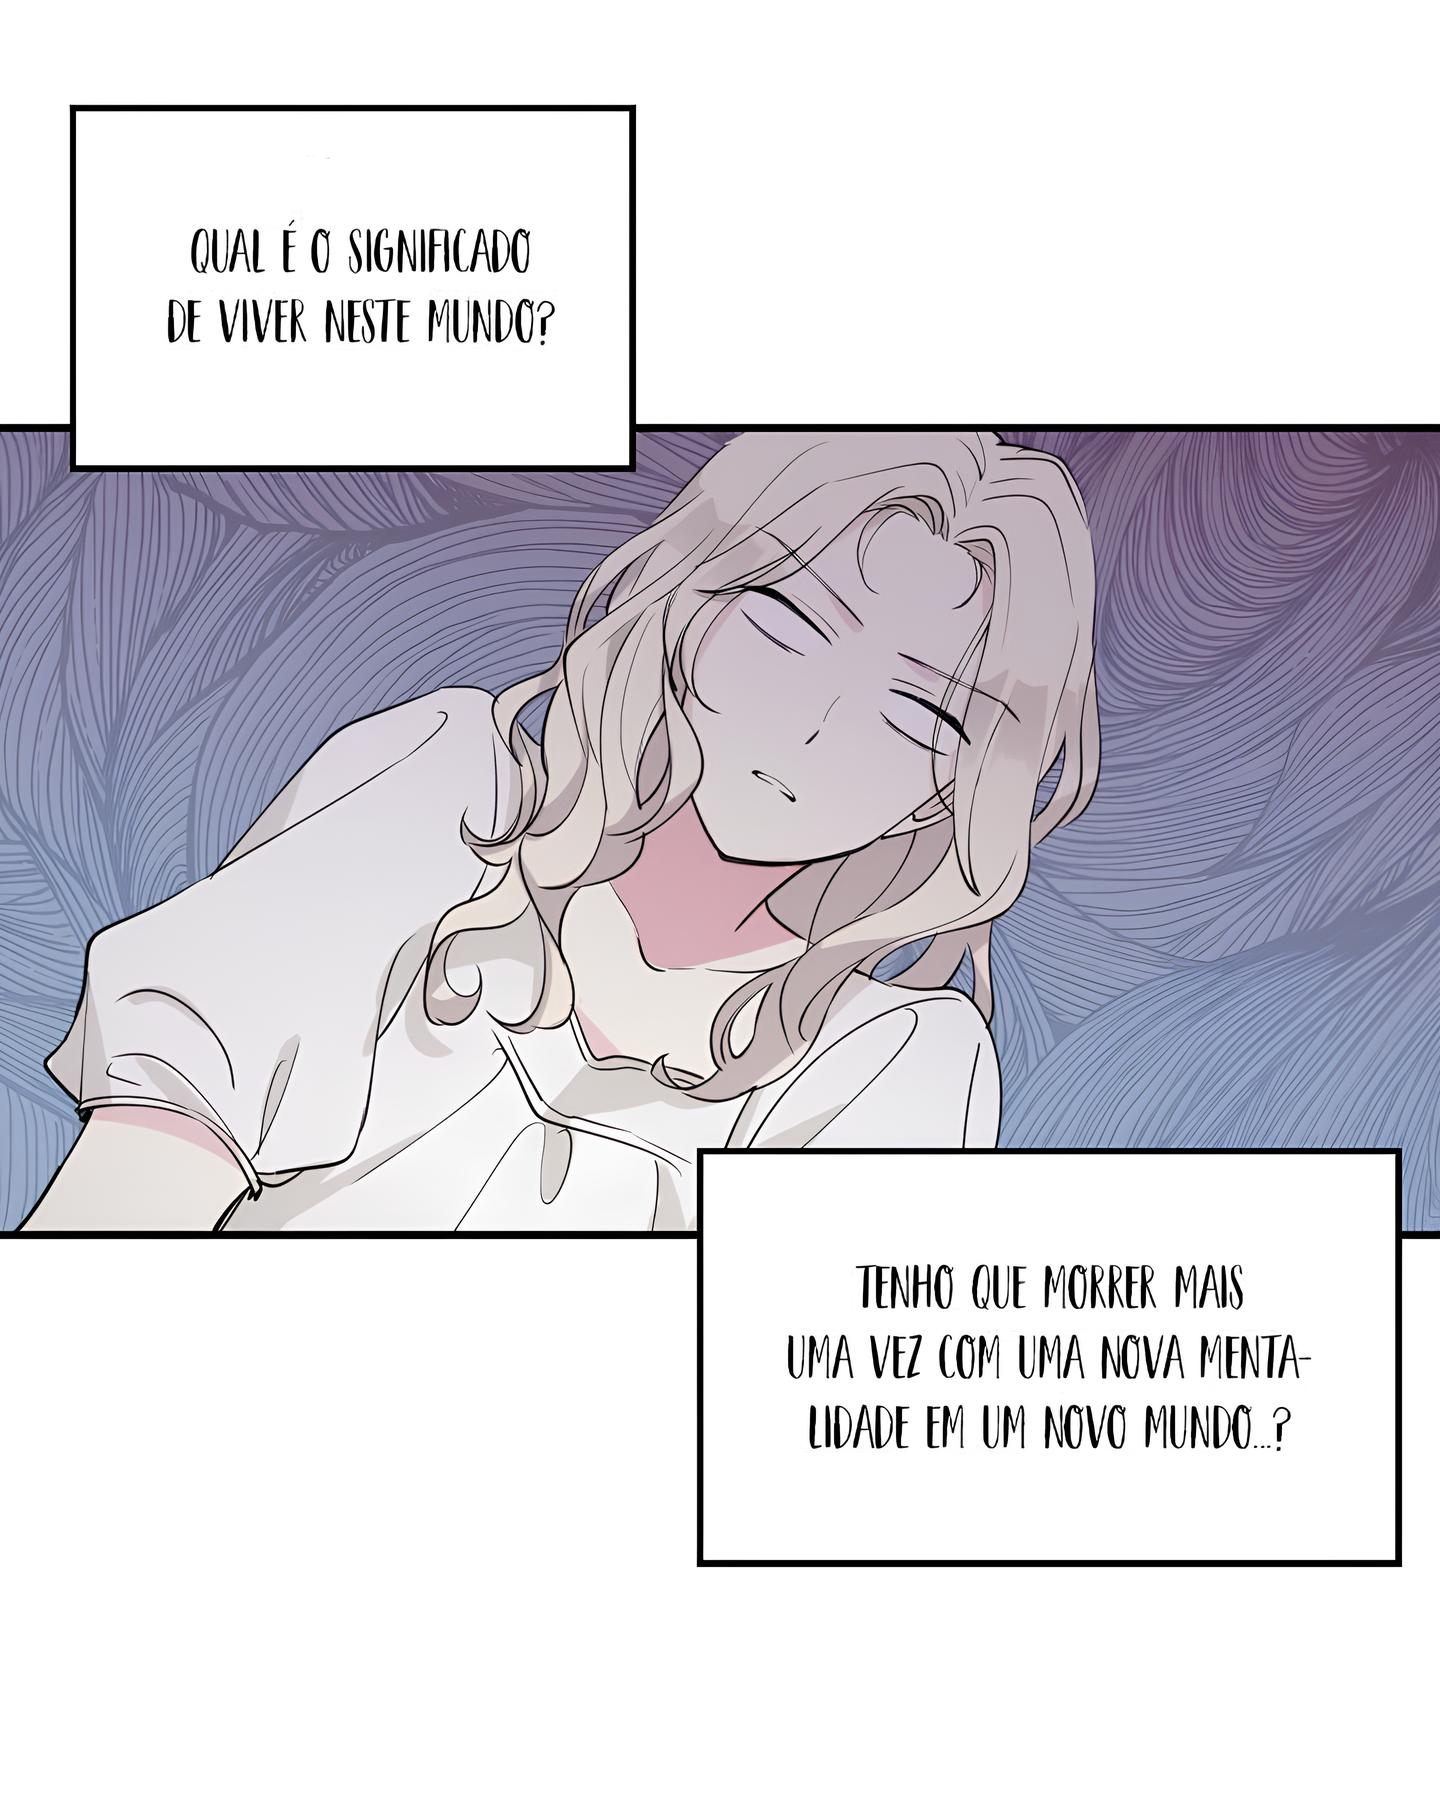 QUAL É O SIGNIFICADO
DE VIVER NESTE MUNDO?
TENHO QUE MORRER MAIS
UMA VEZ COM UMA NOVA MENTA-
LIDADE EM UM NOVO MUNDO...?